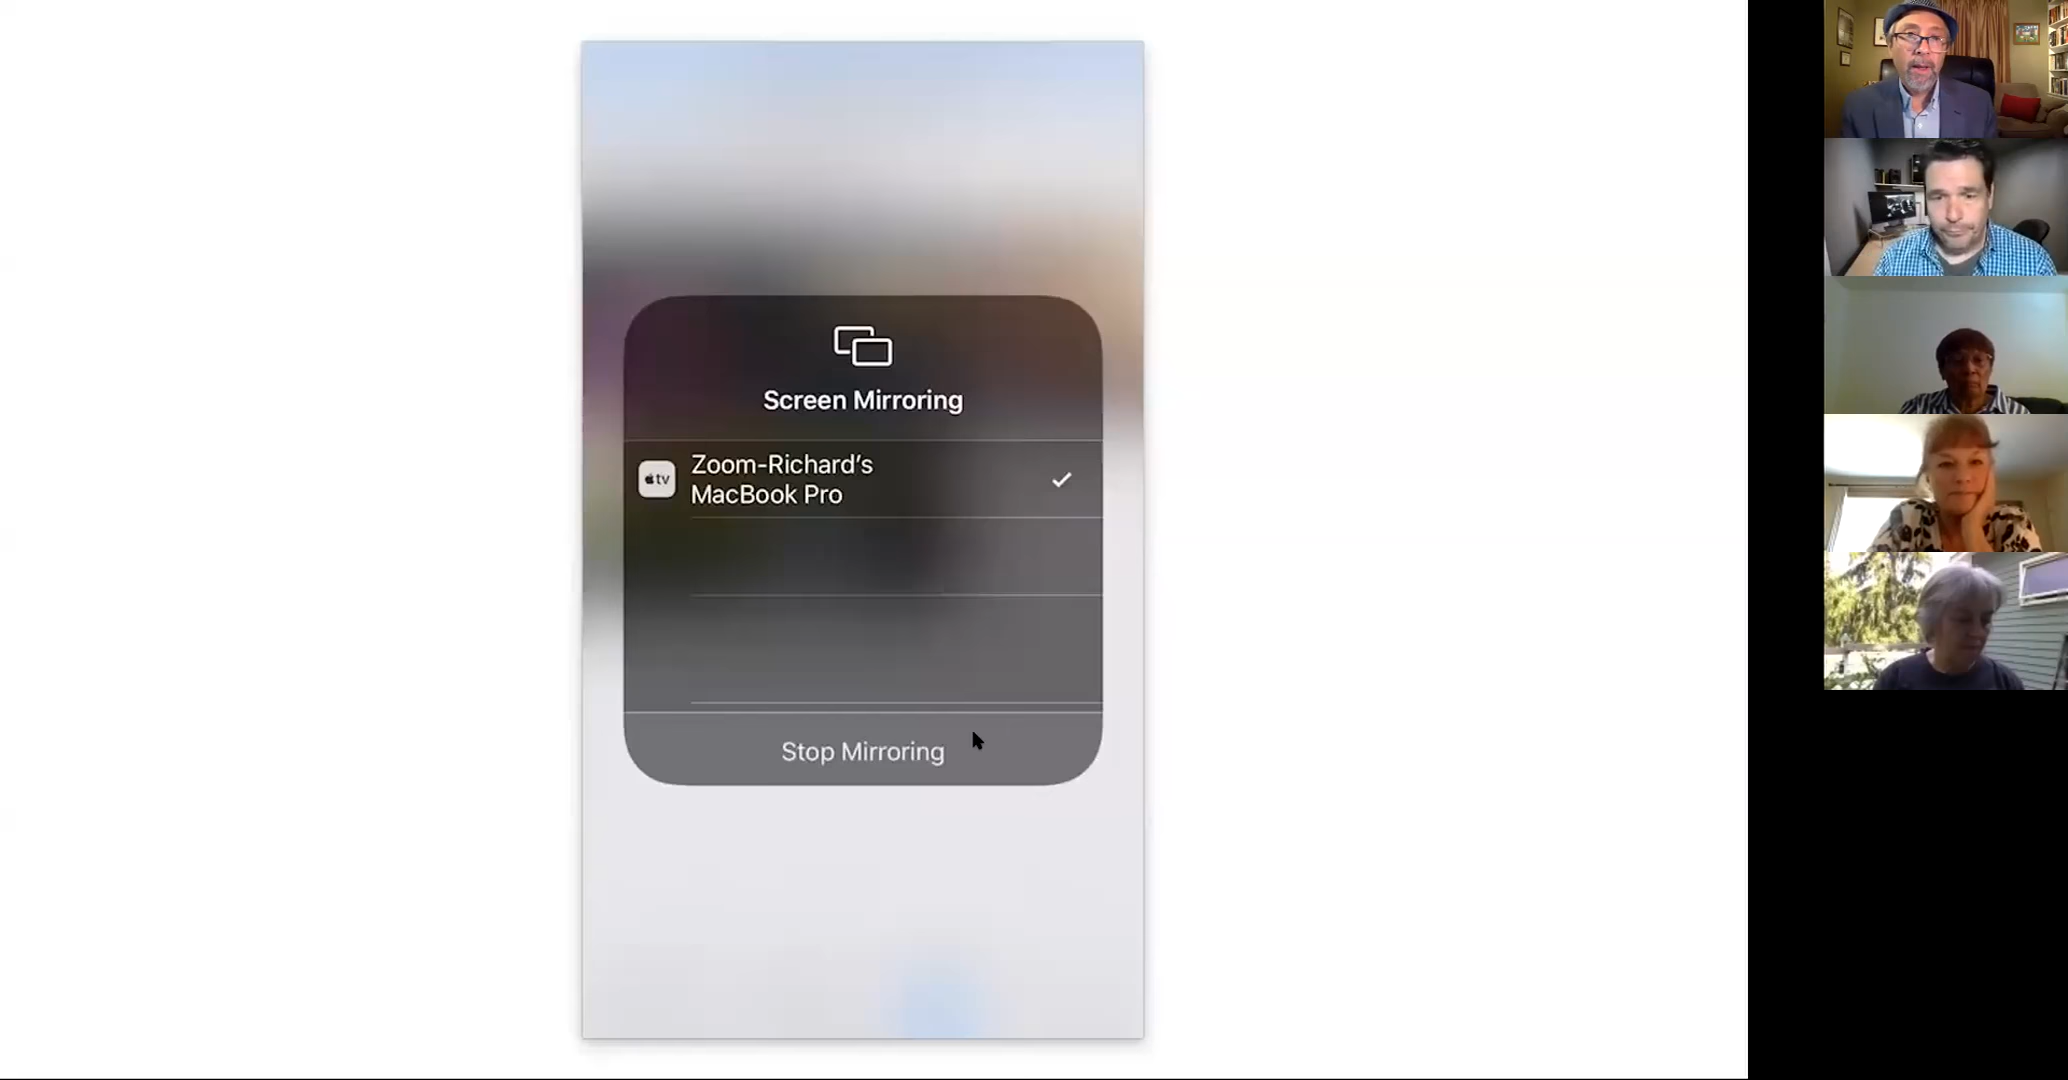 Screen Mirroring
tv
Zoom-Richard's
MacBook Pro
Stop Mirroring